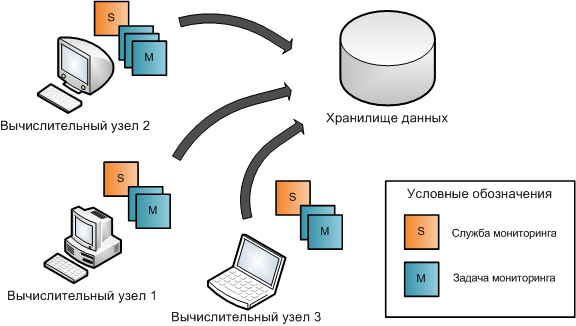 S
M
Вычислительный узел 2
Хранилище данных
S
M
Вычислительный узел 1
S
M
Вычислительный узел 3
Условные обозначения
S Служба мониторинга
M Задача мониторинга